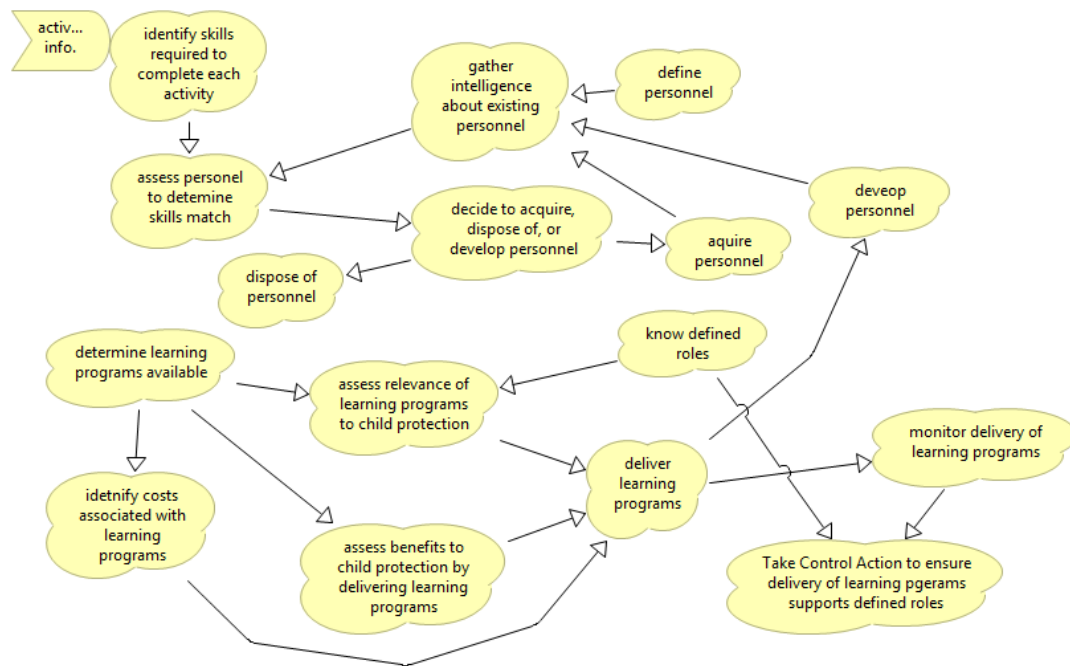 activ...
info.
identify skills
required to
complete each
activity
gather
intelligence
about existing
personnel
define
personnel
assess personel
to detemine
skills match
decide to acquire,
dispose of, or
develop personnel
deveop
personnel
aquire
personnel
dispose of
personnel
know defined
roles
determine learning
programs available
assess relevance of
learning programs
to child protection
monitor delivery of
learning programs
deliver
learning
programs
idetnify costs
associated with
learning
programs
assess benefits to
child protection by
delivering learning
programs
Take Control Action to ensure
delivery of learning pgerams
supports defined roles